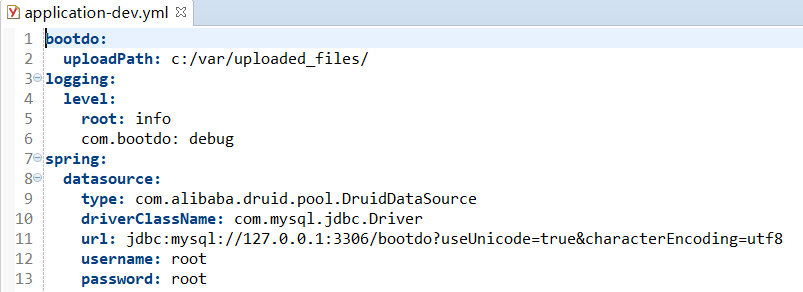 application-dev.yml
1 bootdo:
2   uploadPath: c:/var/uploaded_files/
3 logging:
4   level:
5     root: info
6     com.bootdo: debug
7 spring:
8   datasource:
9     type: com.alibaba.druid.pool.DruidDataSource
10     driverClassName: com.mysql.jdbc.Driver
11     url: jdbc:mysql://127.0.0.1:3306/bootdo?useUnicode=true&characterEncoding=utf8
12     username: root
13     password: root